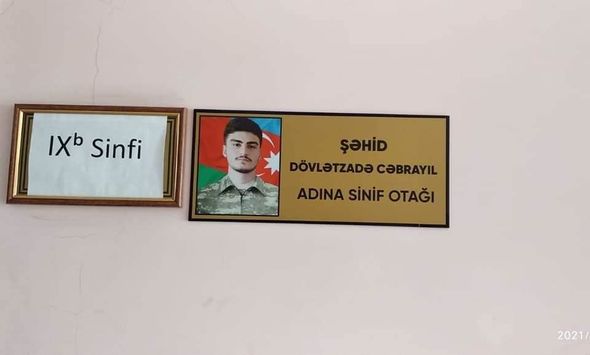 IXᵇ Sinfi
ŞƏHİD
DÖVLƏTZADƏ CƏBRAYIL
ADINA SİNİF OTAĞI
2021/